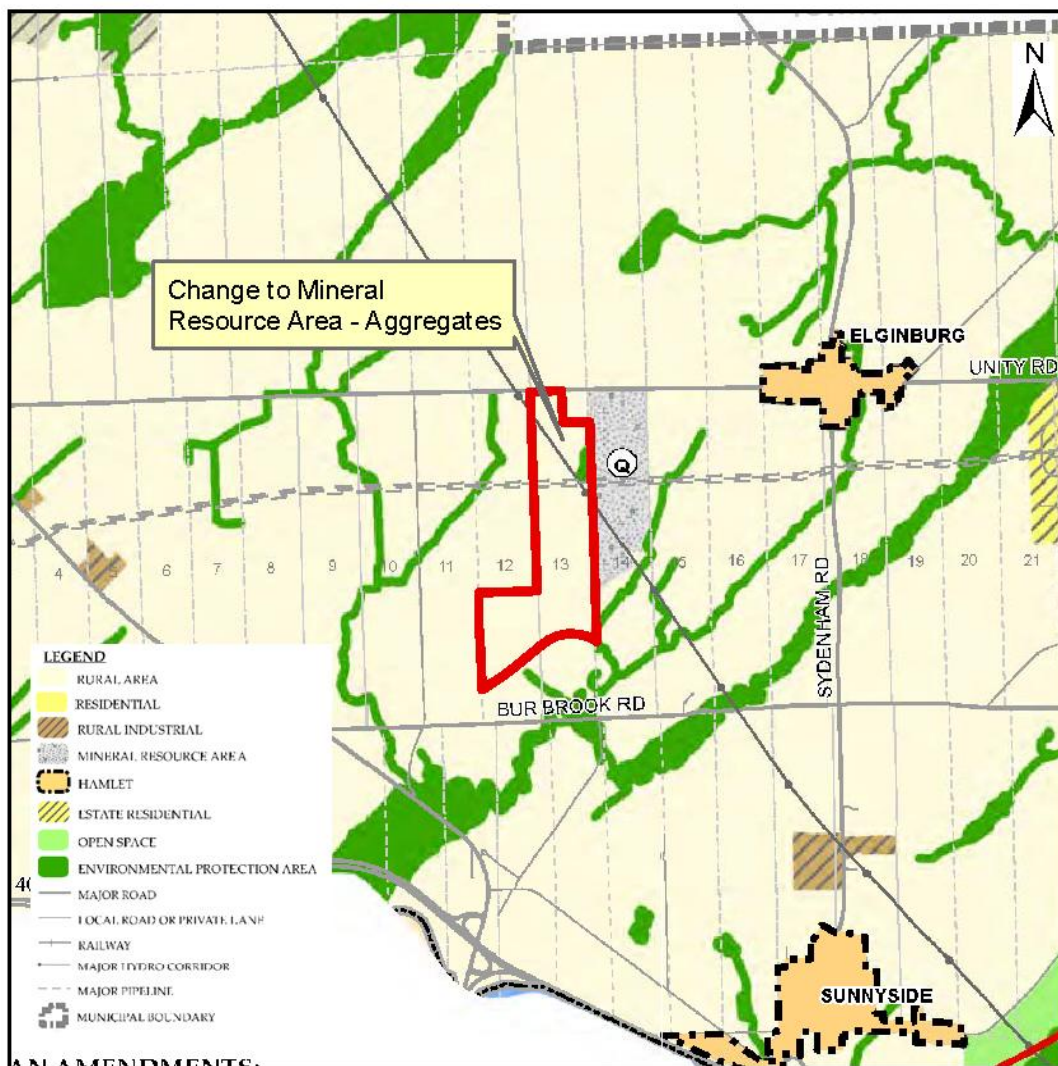 N
Change to Mineral
Resource Area - Aggregates
ELGINBURG
UNITY RD
Q
4 5 6 7 8 9 10 11 12 13 14 15 16 17 18 19 20 21
SYDENHAM RD
BUR BROOK RD
LEGEND
RURAL AREA
RESIDENTIAL
RURAL INDUSTRIAL
MINERAL RESOURCE AREA
HAMLET
ESTATE RESIDENTIAL
OPEN SPACE
ENVIRONMENTAL PROTECTION AREA
MAJOR ROAD
LOCAL ROAD OR PRIVATE LANE
RAILWAY
MAJOR HYDRO CORRIDOR
MAJOR PIPELINE
MUNICIPAL BOUNDARY
40
SUNNYSIDE
AN AMENDMENTS: